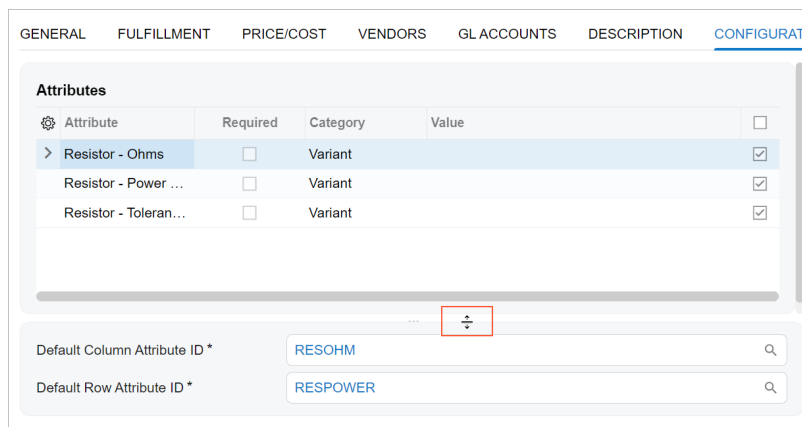 GENERAL FULFILLMENT PRICE/COST VENDORS GL ACCOUNTS DESCRIPTION CONFIGURAT
Attributes
Attribute Required Category Value
Resistor - Ohms Variant
Resistor - Power ... Variant
Resistor - Toleran... Variant
Default Column Attribute ID * RESOHM
Default Row Attribute ID * RESPOWER